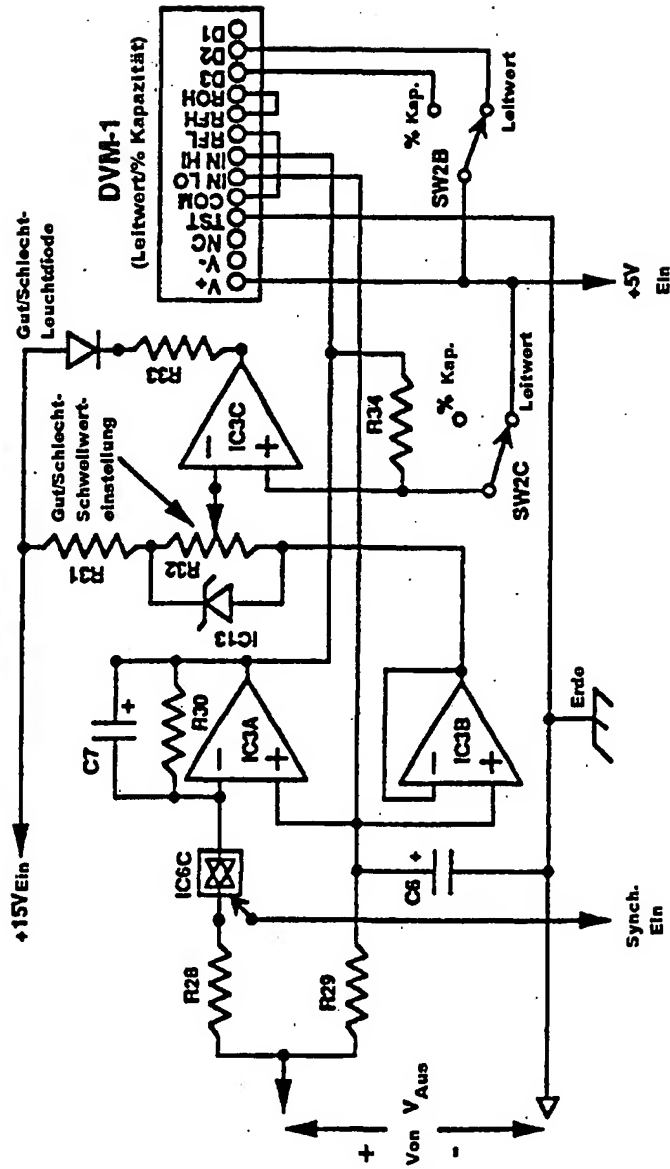 DVM-1
(Leitwert/% Kapazität)
V+
V-
NC
TST
COM
IN LO
IN HI
RFL
RFH
ROH
D3
D2
D1
+15V Ein
Gut/Schlecht-
Leuchtdiode
R33
Gut/Schlecht-
Schwellwert-
einstellung
R31
R32
IC13
IC3C
C7
+
R30
IC6C
IC3A
R28
R29
IC3B
C6
+
R34
% Kap.
Leitwert
SW2C
% Kap.
Leitwert
SW2B
+
Von VAus
-
Synch.
Ein
Erde
+5V
Ein